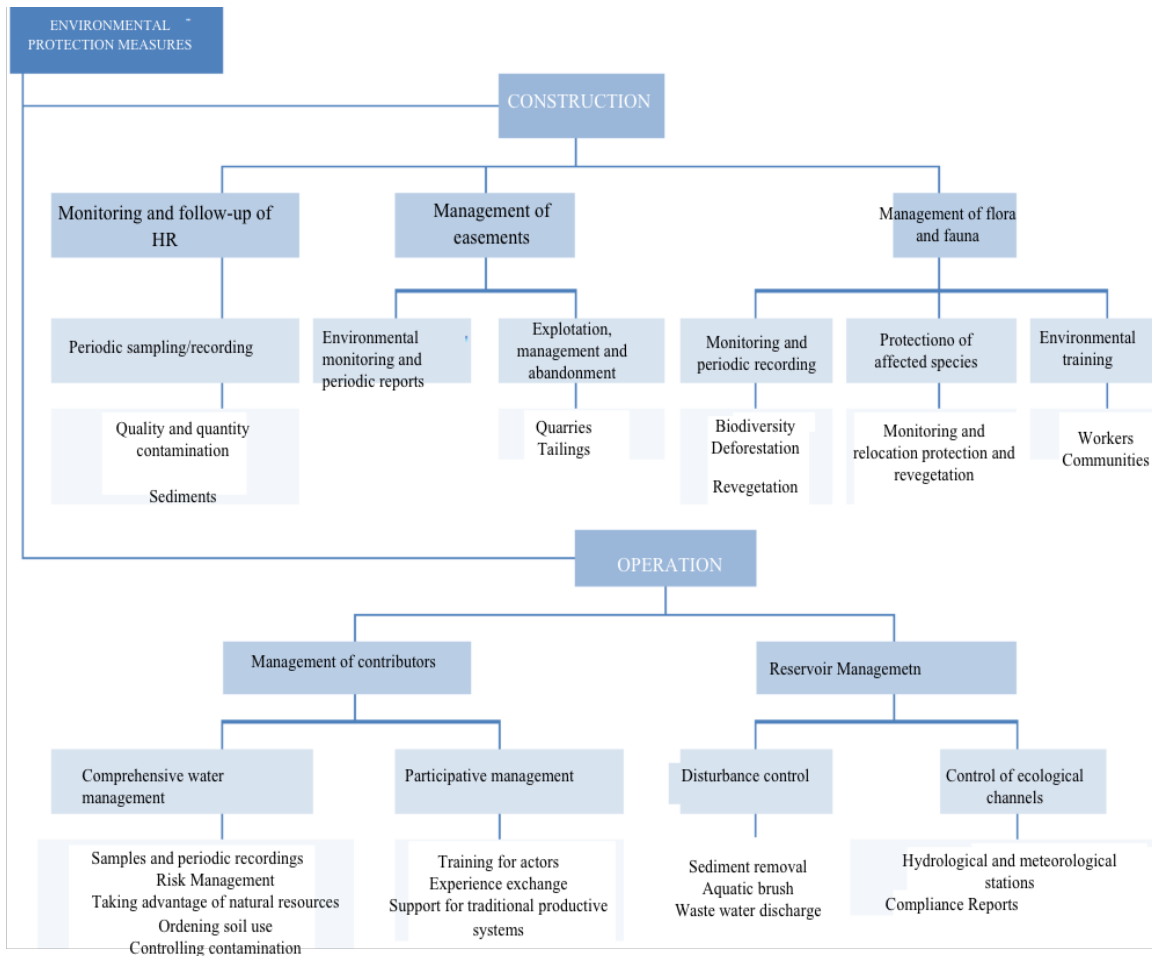 ENVIRONMENTAL
PROTECTION MEASURES
CONSTRUCTION
Monitoring and follow-up of
HR
Management of
easements
Management of flora
and fauna
Periodic sampling/recording
Environmental
monitoring and
periodic reports
Explotation,
management and
abandonment
Monitoring and
periodic recording
Protectiono of
affected species
Environmental
training
Quality and quantity
contamination
Sediments
Quarries
Tailings
Biodiversity
Deforestation
Revegetation
Monitoring and
relocation protection and
revegetation
Workers
Communities
OPERATION
Management of contributors
Reservoir Managemetn
Comprehensive water
management
Participative management
Disturbance control
Control of ecological
channels
Samples and periodic recordings
Risk Management
Taking advantage of natural resources
Ordening soil use
Controlling contamination
Training for actors
Experience exchange
Support for traditional productive
systems
Sediment removal
Aquatic brush
Waste water discharge
Hydrological and meteorological
stations
Compliance Reports